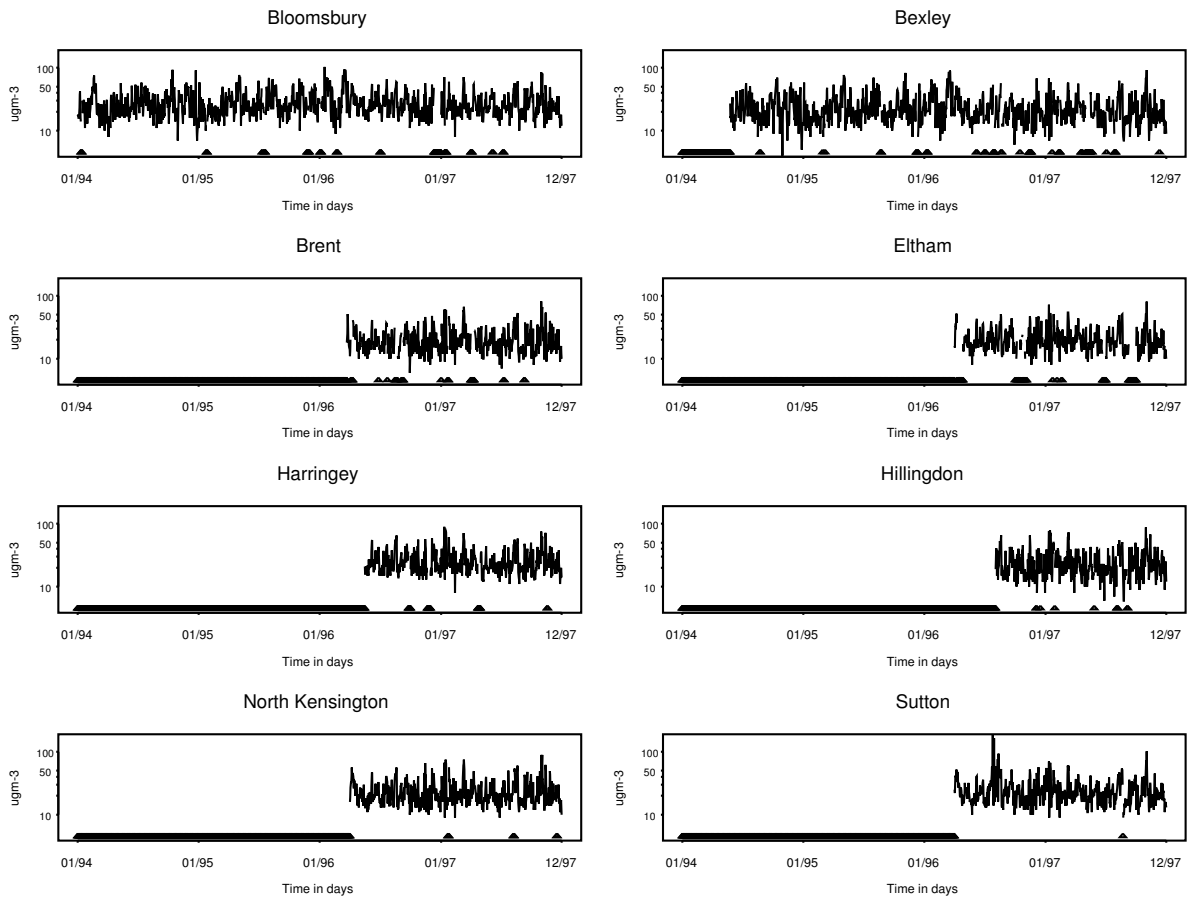 Bloomsbury
ugm-3
100
50
10
01/94 01/95 01/96 01/97 12/97
Time in days
Bexley
ugm-3
100
50
10
01/94 01/95 01/96 01/97 12/97
Time in days
Brent
ugm-3
100
50
10
01/94 01/95 01/96 01/97 12/97
Time in days
Eltham
ugm-3
100
50
10
01/94 01/95 01/96 01/97 12/97
Time in days
Harringey
ugm-3
100
50
10
01/94 01/95 01/96 01/97 12/97
Time in days
Hillingdon
ugm-3
100
50
10
01/94 01/95 01/96 01/97 12/97
Time in days
North Kensington
ugm-3
100
50
10
01/94 01/95 01/96 01/97 12/97
Time in days
Sutton
ugm-3
100
50
10
01/94 01/95 01/96 01/97 12/97
Time in days